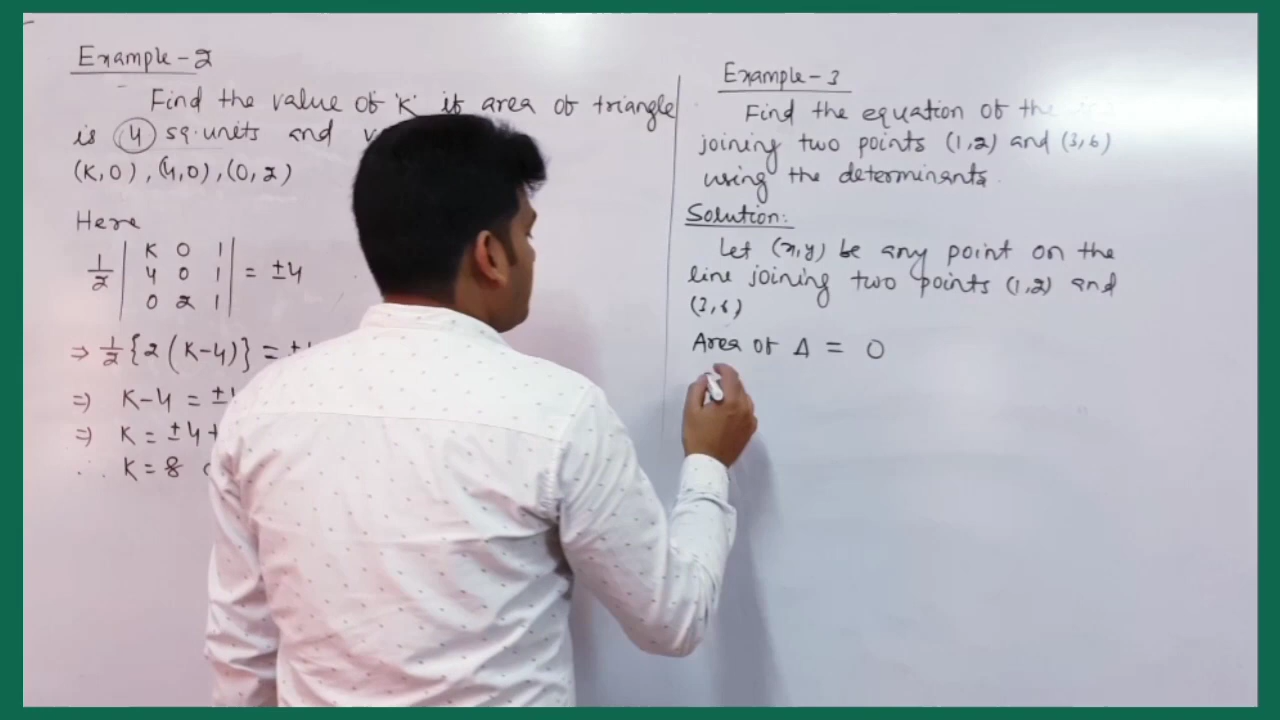 Example-2
Find the value of 'K' if area of triangle
is 4 sq. units and
(K,0), (4,0), (0,2)
Here
1/2 | K 0 1 |
| 4 0 1 | = ±4
| 0 2 1 |
⇒ 1/2 {2(K-4)} = ±
⇒ K-4 = ±
⇒ K = ±4+
∴ K = 8
Example-3
Find the equation of the
joining two points (1,2) and (3,6)
using the determinants.
Solution:
Let (x,y) be any point on the
line joining two points (1,2) and
(3,6)
Area of Δ = 0